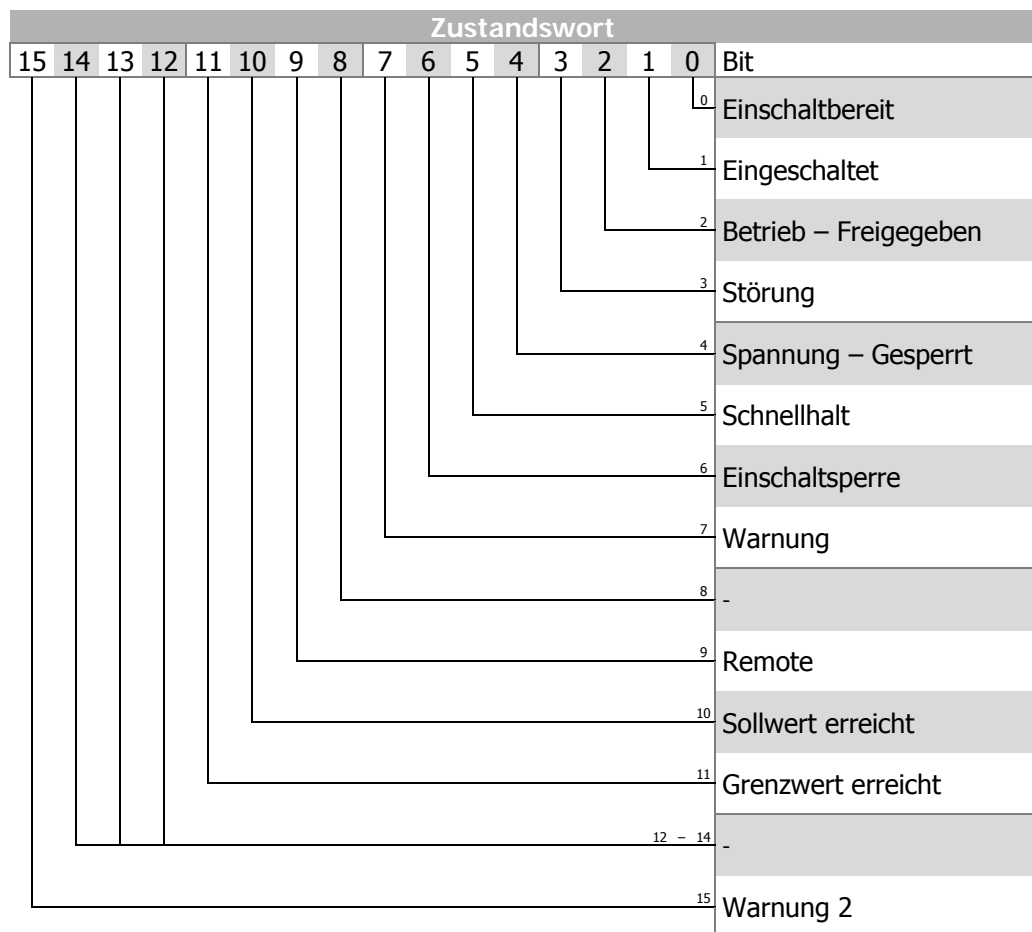 Zustandswort
15 14 13 12 11 10 9 8 7 6 5 4 3 2 1 0 Bit
0 Einschaltbereit
1 Eingeschaltet
2 Betrieb – Freigegeben
3 Störung
4 Spannung – Gesperrt
5 Schnellhalt
6 Einschaltsperre
7 Warnung
8 -
9 Remote
10 Sollwert erreicht
11 Grenzwert erreicht
12 – 14 -
15 Warnung 2